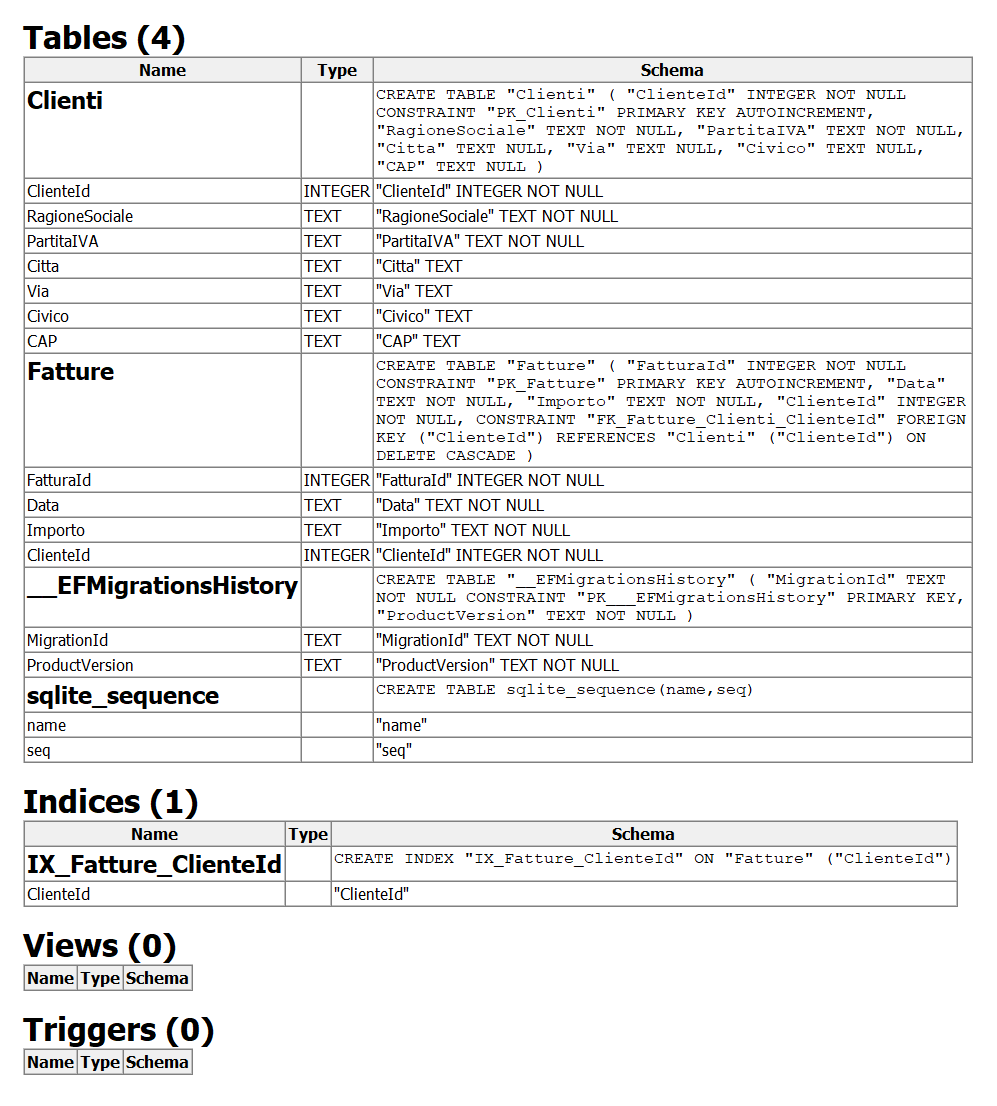 Tables (4)
Name Type Schema
Clienti CREATE TABLE "Clienti" ( "ClienteId" INTEGER NOT NULL
CONSTRAINT "PK_Clienti" PRIMARY KEY AUTOINCREMENT,
"RagioneSociale" TEXT NOT NULL, "PartitaIVA" TEXT NOT NULL,
"Citta" TEXT NULL, "Via" TEXT NULL, "Civico" TEXT NULL,
"CAP" TEXT NULL )
ClienteId INTEGER "ClienteId" INTEGER NOT NULL
RagioneSociale TEXT "RagioneSociale" TEXT NOT NULL
PartitaIVA TEXT "PartitaIVA" TEXT NOT NULL
Citta TEXT "Citta" TEXT
Via TEXT "Via" TEXT
Civico TEXT "Civico" TEXT
CAP TEXT "CAP" TEXT
Fatture CREATE TABLE "Fatture" ( "FatturaId" INTEGER NOT NULL
CONSTRAINT "PK_Fatture" PRIMARY KEY AUTOINCREMENT, "Data"
TEXT NOT NULL, "Importo" TEXT NOT NULL, "ClienteId" INTEGER
NOT NULL, CONSTRAINT "FK_Fatture_Clienti_ClienteId" FOREIGN
KEY ("ClienteId") REFERENCES "Clienti" ("ClienteId") ON
DELETE CASCADE )
FatturaId INTEGER "FatturaId" INTEGER NOT NULL
Data TEXT "Data" TEXT NOT NULL
Importo TEXT "Importo" TEXT NOT NULL
ClienteId INTEGER "ClienteId" INTEGER NOT NULL
__EFMigrationsHistory CREATE TABLE "__EFMigrationsHistory" ( "MigrationId" TEXT
NOT NULL CONSTRAINT "PK___EFMigrationsHistory" PRIMARY KEY,
"ProductVersion" TEXT NOT NULL )
MigrationId TEXT "MigrationId" TEXT NOT NULL
ProductVersion TEXT "ProductVersion" TEXT NOT NULL
sqlite_sequence CREATE TABLE sqlite_sequence(name,seq)
name "name"
seq "seq"
Indices (1)
Name Type Schema
IX_Fatture_ClienteId CREATE INDEX "IX_Fatture_ClienteId" ON "Fatture" ("ClienteId")
ClienteId "ClienteId"
Views (0)
Name Type Schema
Triggers (0)
Name Type Schema